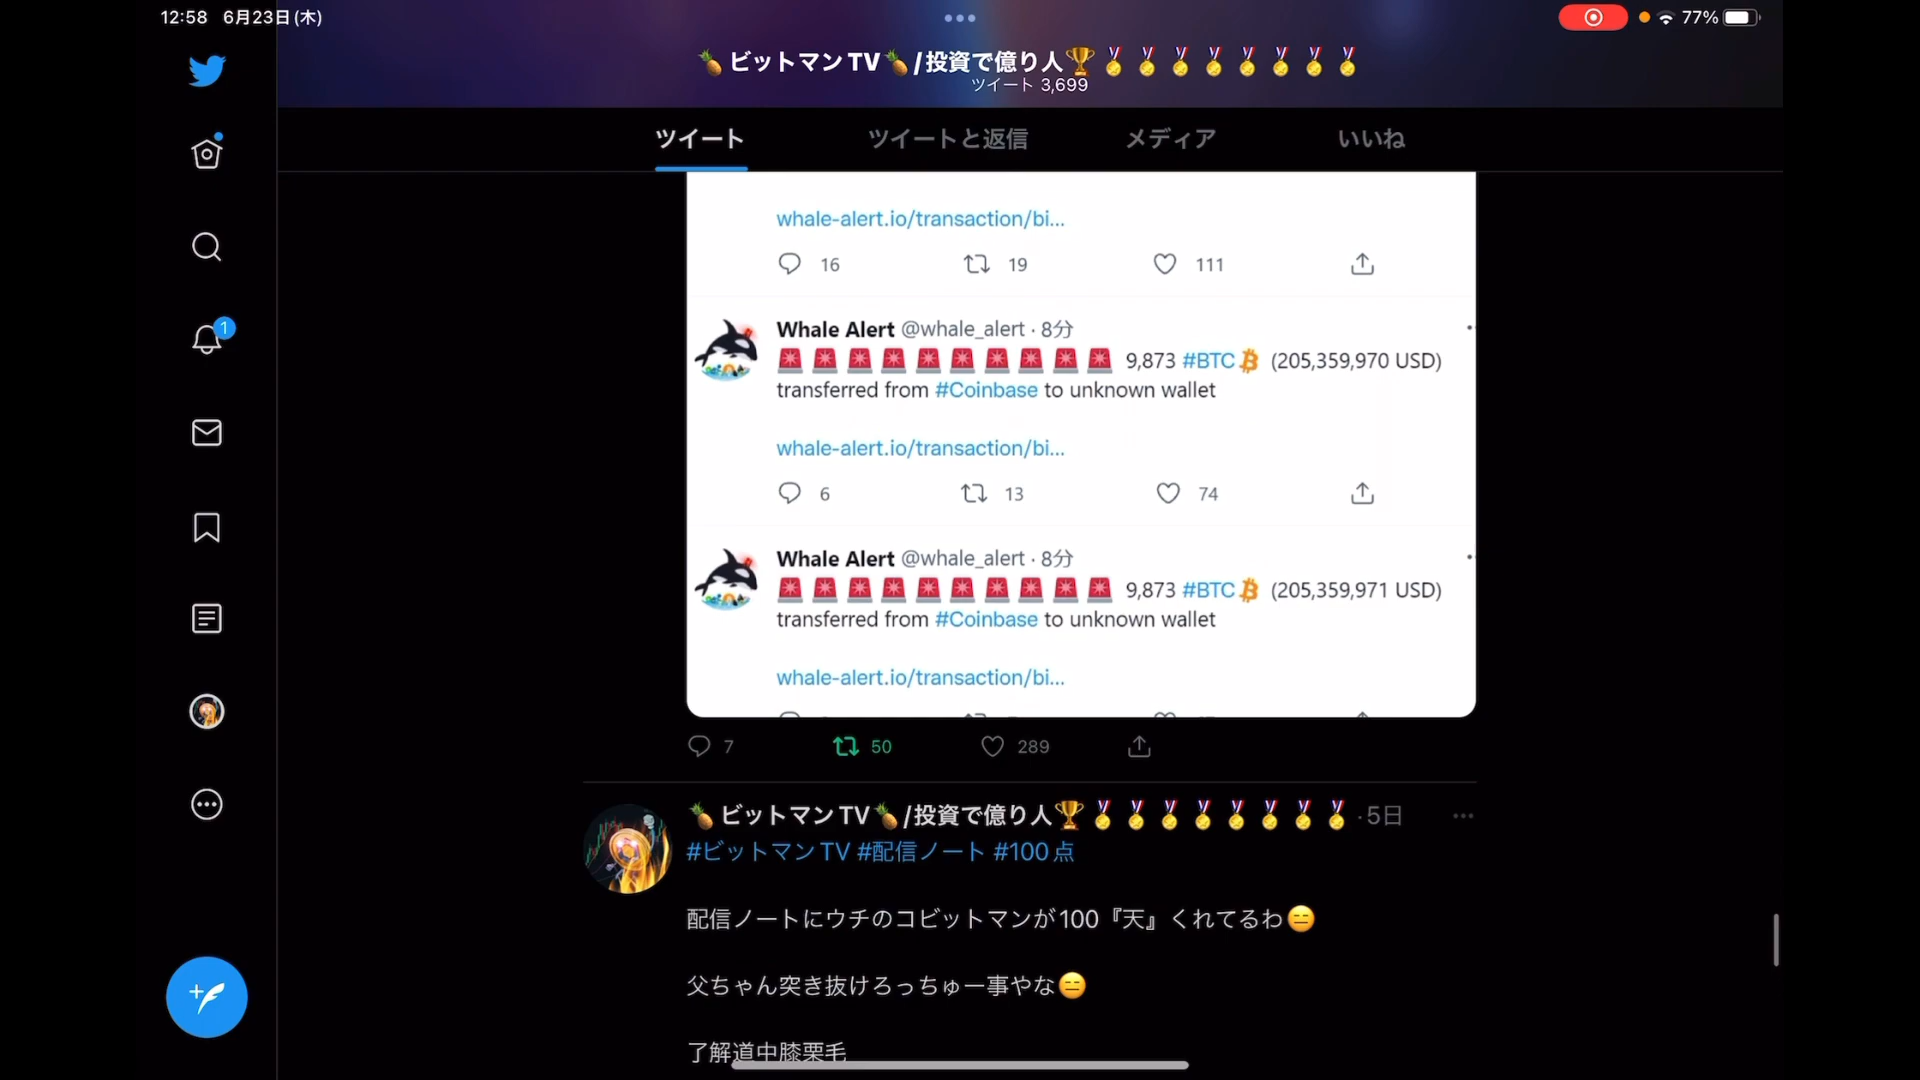 12:58 6月23日(木)
77%
🍍ビットマンTV🍍/投資で億り人🏆🏅🏅🏅🏅🏅🏅🏅🏅
ツイート 3,699
ツイート ツイートと返信 メディア いいね
whale-alert.io/transaction/bi...
16 19 111
Whale Alert @whale_alert · 8分
🚨🚨🚨🚨🚨🚨🚨🚨🚨🚨 9,873 #BTC (205,359,970 USD)
transferred from #Coinbase to unknown wallet
whale-alert.io/transaction/bi...
6 13 74
1
Whale Alert @whale_alert · 8分
🚨🚨🚨🚨🚨🚨🚨🚨🚨🚨 9,873 #BTC (205,359,971 USD)
transferred from #Coinbase to unknown wallet
whale-alert.io/transaction/bi...
7 50 289
🍍ビットマンTV🍍/投資で億り人🏆🏅🏅🏅🏅🏅🏅🏅🏅 · 5日
#ビットマンTV #配信ノート #100点
配信ノートにウチのコビットマンが100『天』くれてるわ😑
父ちゃん突き抜けろっちゅー事やな😑
了解道中膝栗毛